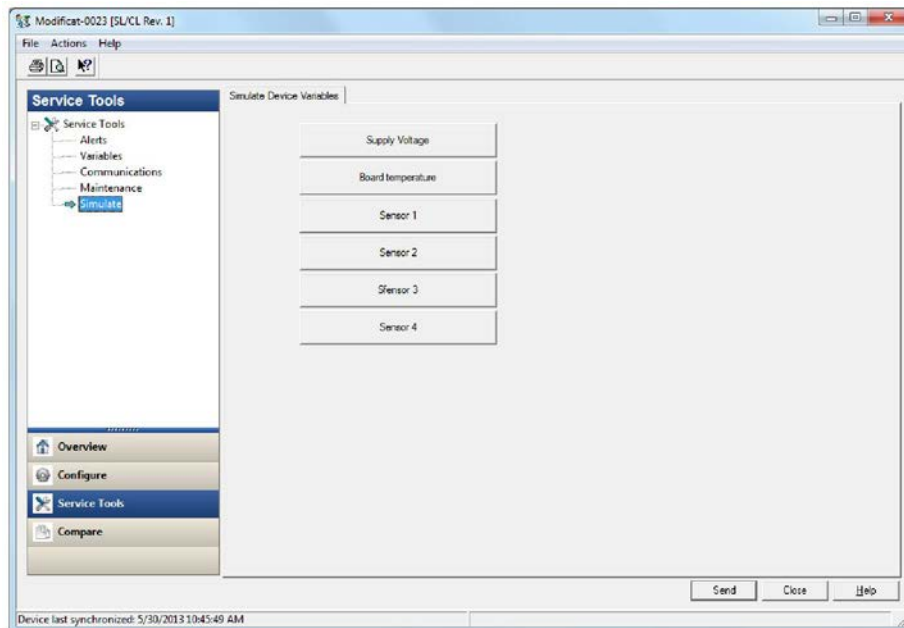 Modificat-0023 [SL/CL Rev. 1]
File Actions Help
Service Tools
Service Tools
Alerts
Variables
Communications
Maintenance
Simulate
Overview
Configure
Service Tools
Compare
Simulate Device Variables
Supply Voltage
Board temperature
Sensor 1
Sensor 2
Sfensor 3
Sensor 4
Send Close Help
Device last synchronized: 5/30/2013 10:45:49 AM